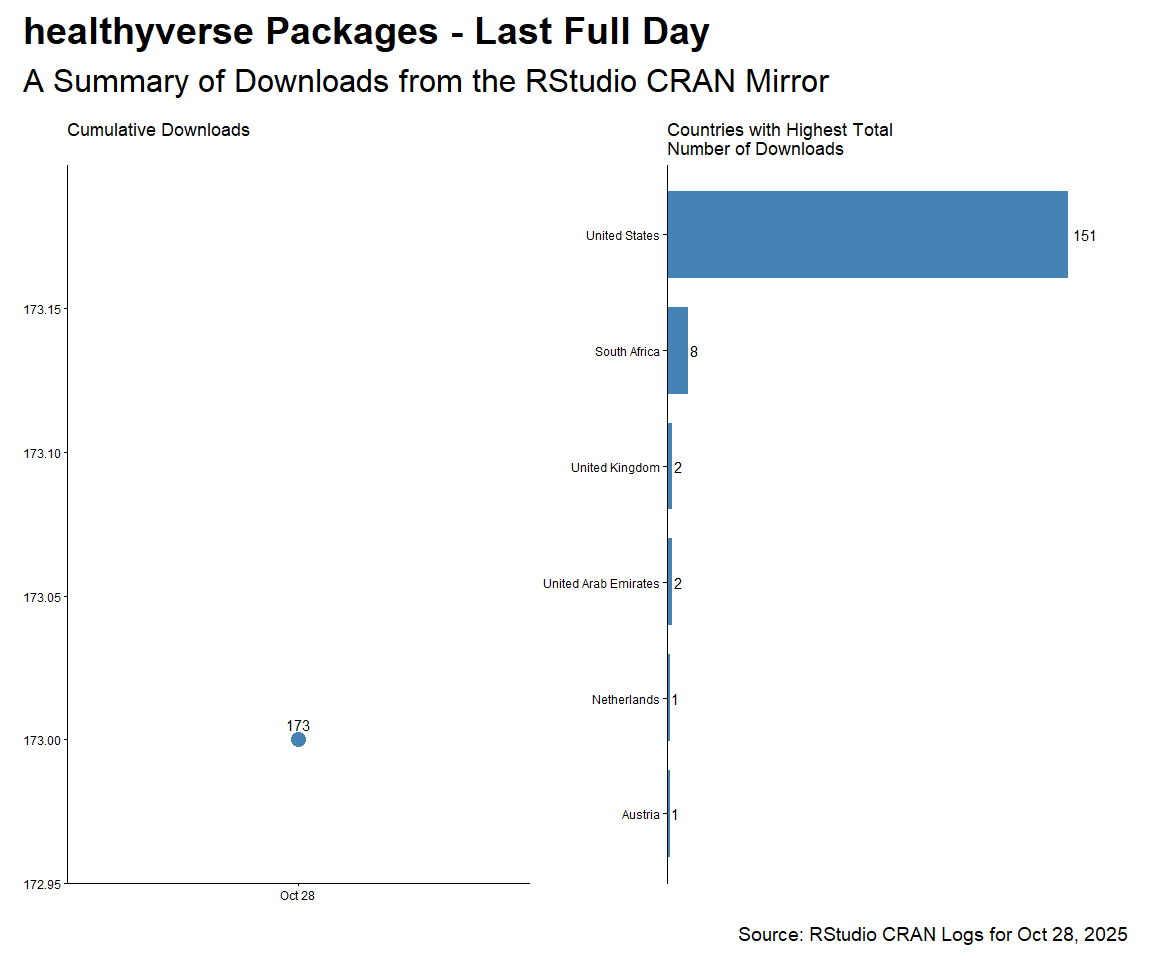 healthyverse Packages - Last Full Day
A Summary of Downloads from the RStudio CRAN Mirror
Cumulative Downloads
173.15
173.10
173.05
173.00
172.95
173
Oct 28
Countries with Highest Total
Number of Downloads
United States
151
South Africa
8
United Kingdom
2
United Arab Emirates
2
Netherlands
1
Austria
1
Source: RStudio CRAN Logs for Oct 28, 2025